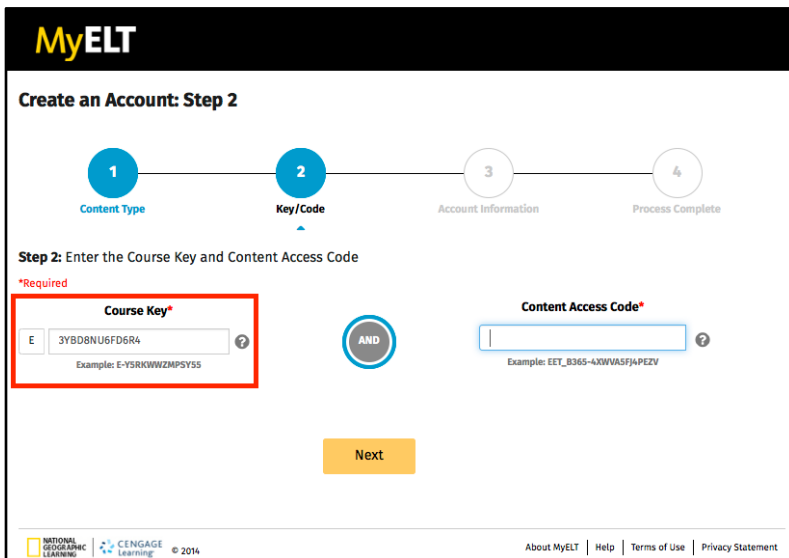 MyELT
Create an Account: Step 2
1
2
3
4
Content Type
Key/Code
Account Information
Process Complete
Step 2: Enter the Course Key and Content Access Code
*Required
Course Key*
E 3YBD8NU6FD6R4 ?
Example: E-Y5RKWWZMPSY55
AND
Content Access Code*
?
Example: EET_B365-4XWVA5FJ4PEZV
Next
NATIONAL
GEOGRAPHIC
LEARNING
CENGAGE
Learning
© 2014
About MyELT | Help | Terms of Use | Privacy Statement